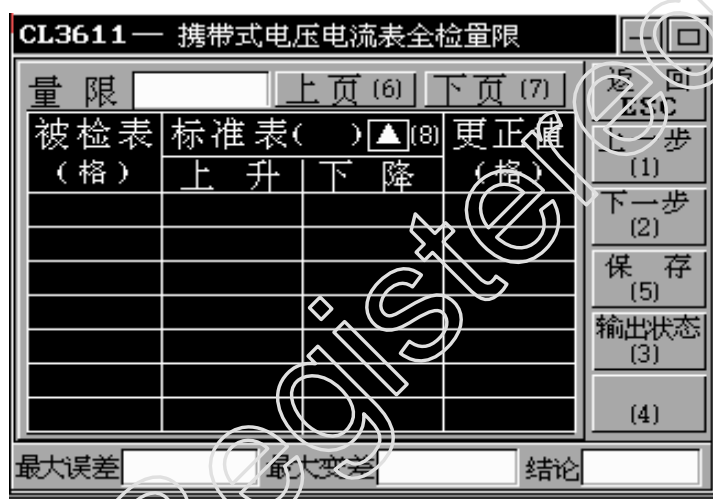 CL3611— 携带式电压电流表全检量限
量 限 上 页 (6) 下 页 (7)
返 回
ESC
被检表 标准表( )▲(8) 更正值
(格) 上 升 下 降 (格)
上一步
(1)
下一步
(2)
保 存
(5)
输出状态
(3)
(4)
最大误差 最大变差 结论